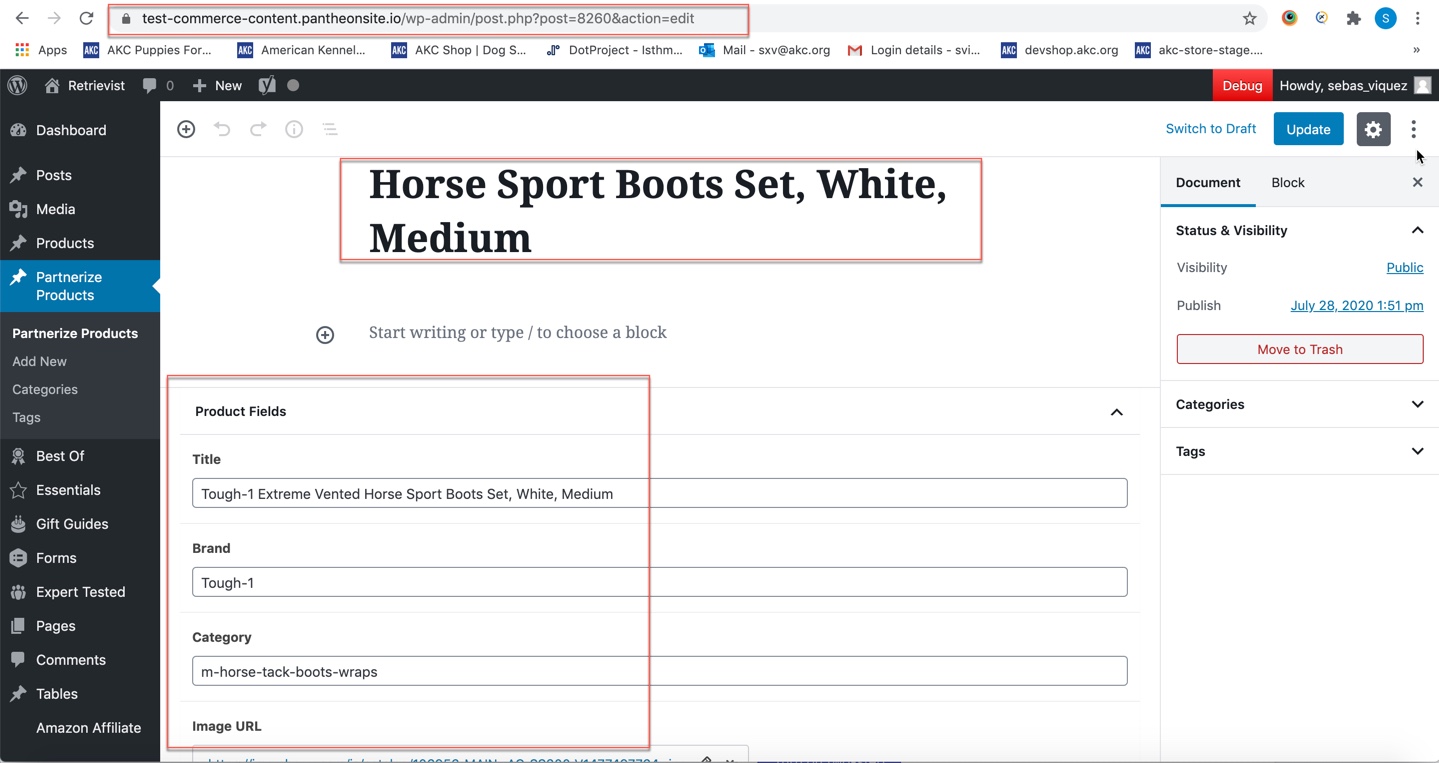 test-commerce-content.pantheonsite.io/wp-admin/post.php?post=8260&action=edit
S
Apps AKC AKC Puppies For... AKC American Kennel... AKC AKC Shop | Dog S... DotProject - Isthm... Mail - sxv@akc.org Login details - svi... AKC devshop.akc.org AKC akc-store-stage.... »
Retrievist 0 New Debug Howdy, sebas_viquez
Dashboard
Posts
Media
Products
Partnerize
Products
Partnerize Products
Add New
Categories
Tags
Best Of
Essentials
Gift Guides
Forms
Expert Tested
Pages
Comments
Tables
Amazon Affiliate
Switch to Draft Update
Horse Sport Boots Set, White,
Medium
Start writing or type / to choose a block
Product Fields
Title
Tough-1 Extreme Vented Horse Sport Boots Set, White, Medium
Brand
Tough-1
Category
m-horse-tack-boots-wraps
Image URL
Document Block
Status & Visibility
Visibility Public
Publish July 28, 2020 1:51 pm
Move to Trash
Categories
Tags